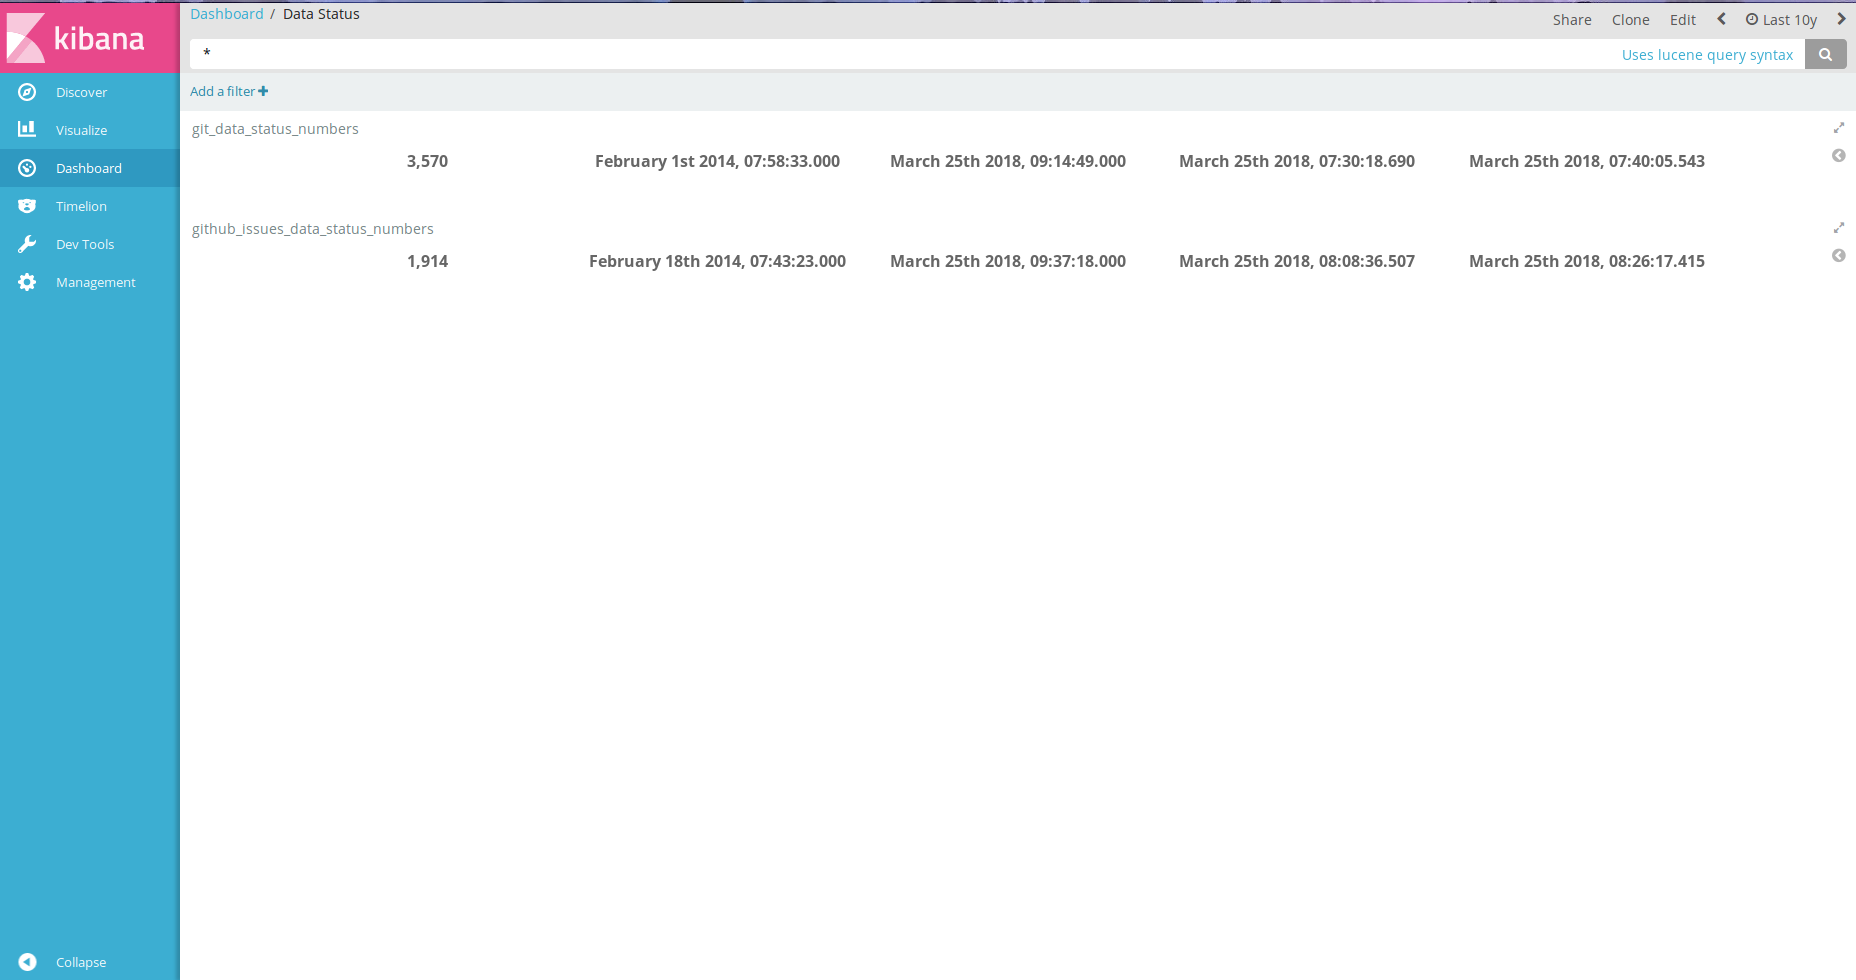 kibana
Discover
Visualize
Dashboard
Timelion
Dev Tools
Management
Collapse
Dashboard / Data Status
Share Clone Edit Last 10y
* Uses lucene query syntax
Add a filter
git_data_status_numbers
3,570 February 1st 2014, 07:58:33.000 March 25th 2018, 09:14:49.000 March 25th 2018, 07:30:18.690 March 25th 2018, 07:40:05.543
github_issues_data_status_numbers
1,914 February 18th 2014, 07:43:23.000 March 25th 2018, 09:37:18.000 March 25th 2018, 08:08:36.507 March 25th 2018, 08:26:17.415